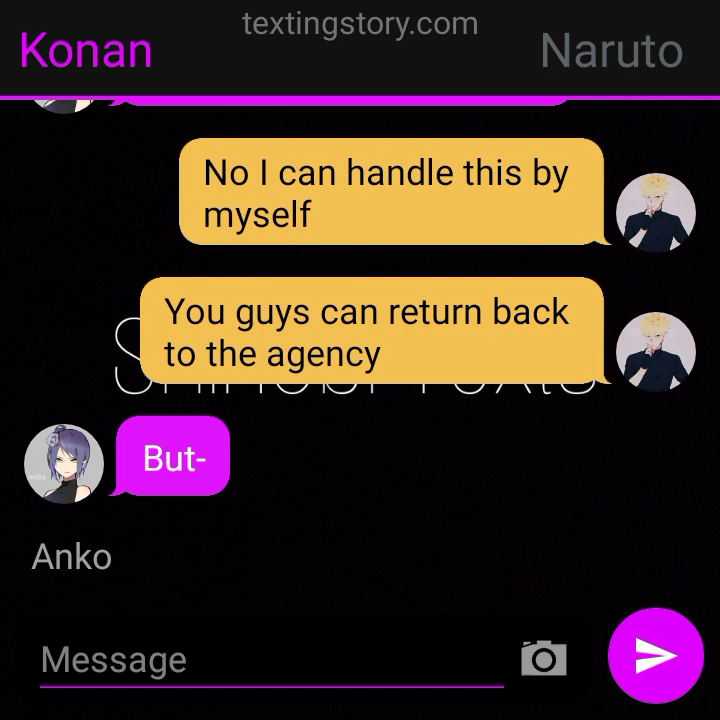 textingstory.com
Konan
Naruto
No I can handle this by
myself
You guys can return back
to the agency
But-
Anko
Message